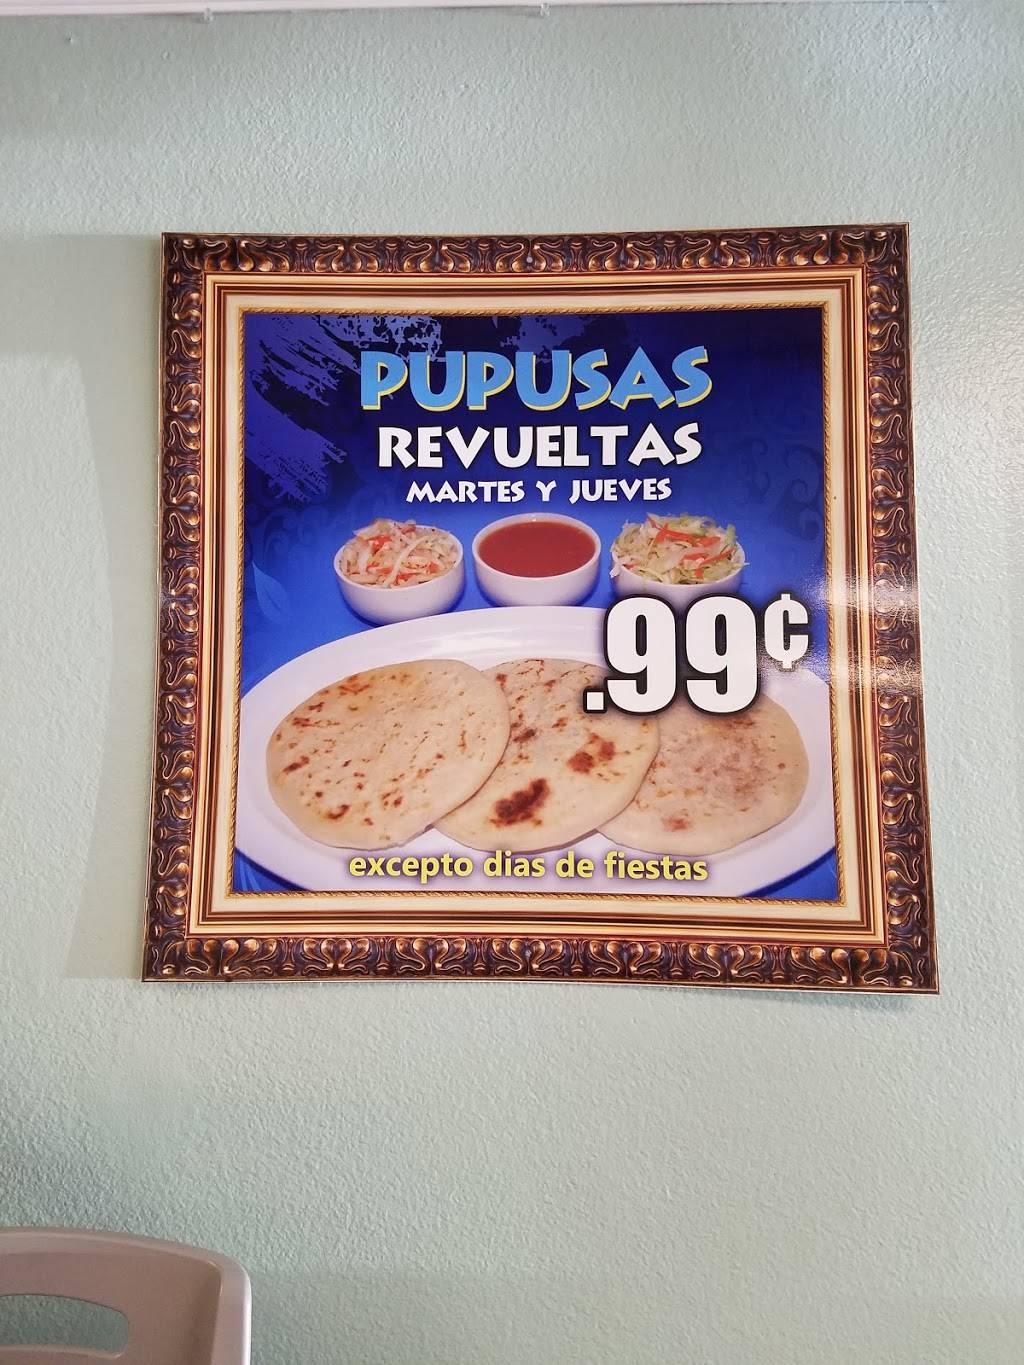 PUPUSAS
REVUELTAS
MARTES Y JUEVES
.99¢
excepto dias de fiestas